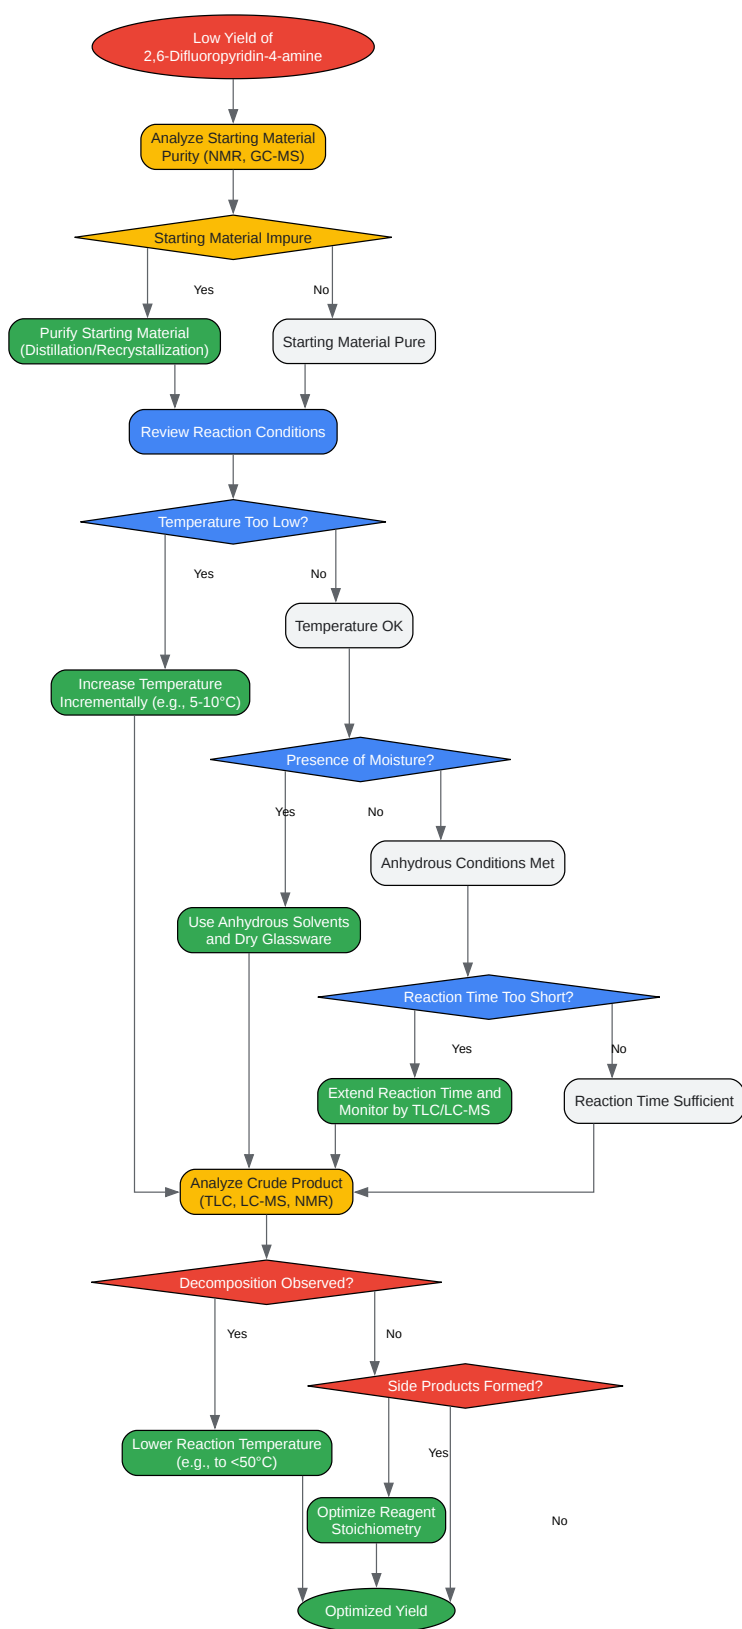 Low Yield of
2,6-Difluoropyridin-4-amine
Analyze Starting Material
Purity (NMR, GC-MS)
Starting Material Impure
Yes
No
Purify Starting Material
(Distillation/Recrystallization)
Starting Material Pure
Review Reaction Conditions
Temperature Too Low?
Yes
No
Temperature OK
Increase Temperature
Incrementally (e.g., 5-10°C)
Presence of Moisture?
Yes
No
Anhydrous Conditions Met
Use Anhydrous Solvents
and Dry Glassware
Reaction Time Too Short?
Yes
No
Extend Reaction Time and
Monitor by TLC/LC-MS
Reaction Time Sufficient
Analyze Crude Product
(TLC, LC-MS, NMR)
Decomposition Observed?
Yes
No
Side Products Formed?
Lower Reaction Temperature
(e.g., to <50°C)
Yes
Optimize Reagent
Stoichiometry
No
Optimized Yield